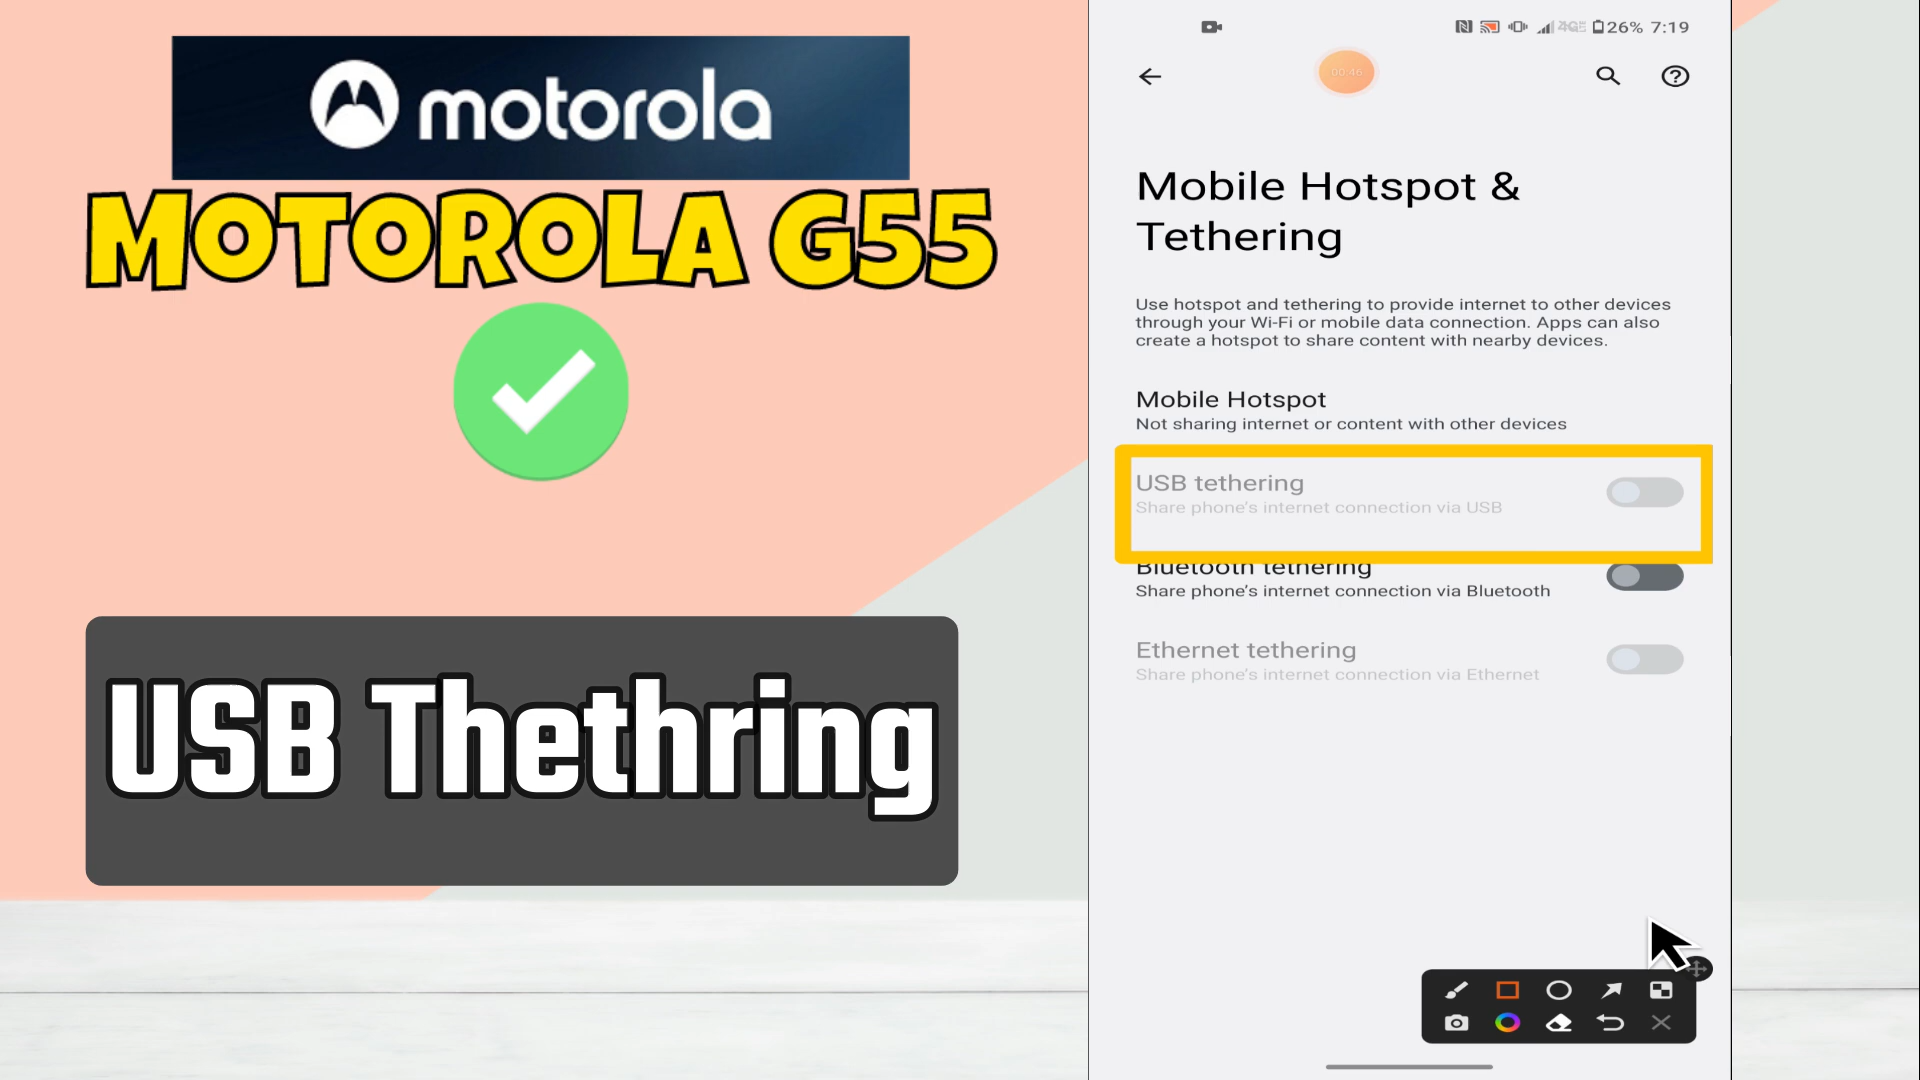 motorola
MOTOROLA G55
USB Thethring
26% 7:19
00:46
Mobile Hotspot &
Tethering
Use hotspot and tethering to provide internet to other devices
through your Wi-Fi or mobile data connection. Apps can also
create a hotspot to share content with nearby devices.
Mobile Hotspot
Not sharing internet or content with other devices
USB tethering
Share phone's internet connection via USB
Bluetooth tethering
Share phone's internet connection via Bluetooth
Ethernet tethering
Share phone's internet connection via Ethernet